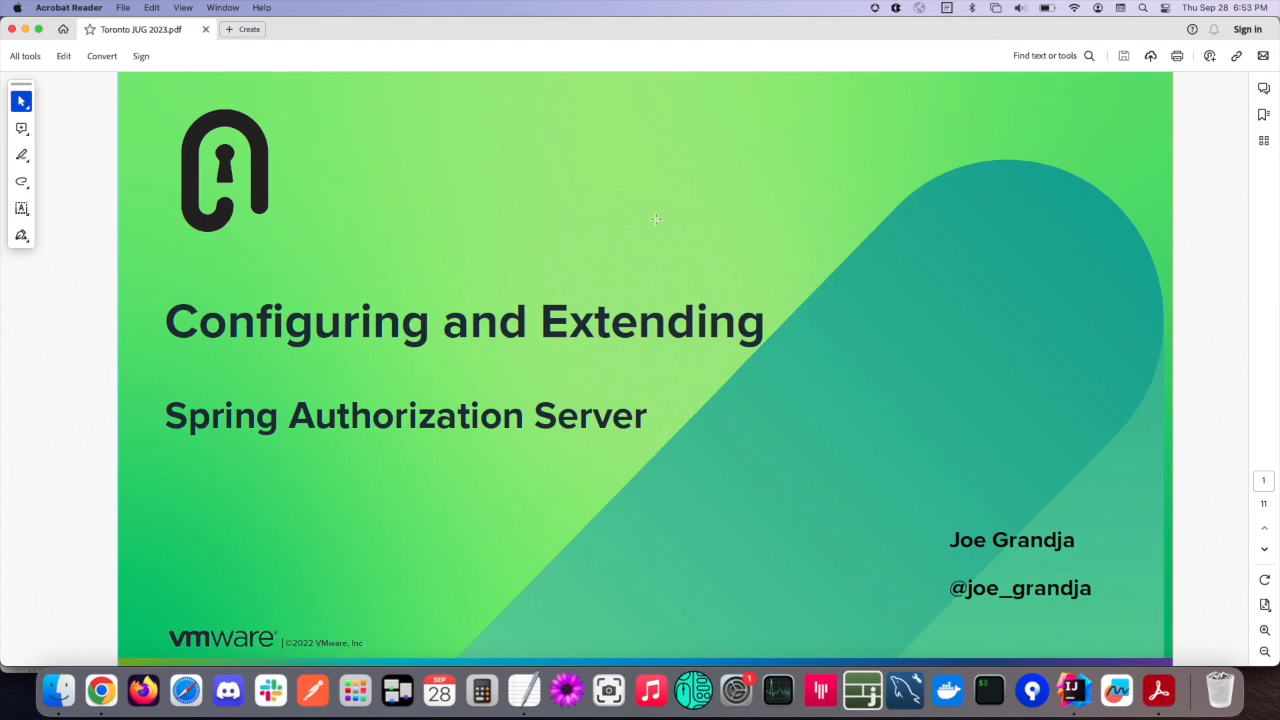 Acrobat Reader File Edit View Window Help Thu Sep 28 6:53 PM
Toronto JUG 2023.pdf Create Sign in
All tools Edit Convert Sign Find text or tools
Configuring and Extending
Spring Authorization Server
Joe Grandja
@joe_grandja
vmware® | ©2022 VMware, Inc
1
11
SEP
28
1